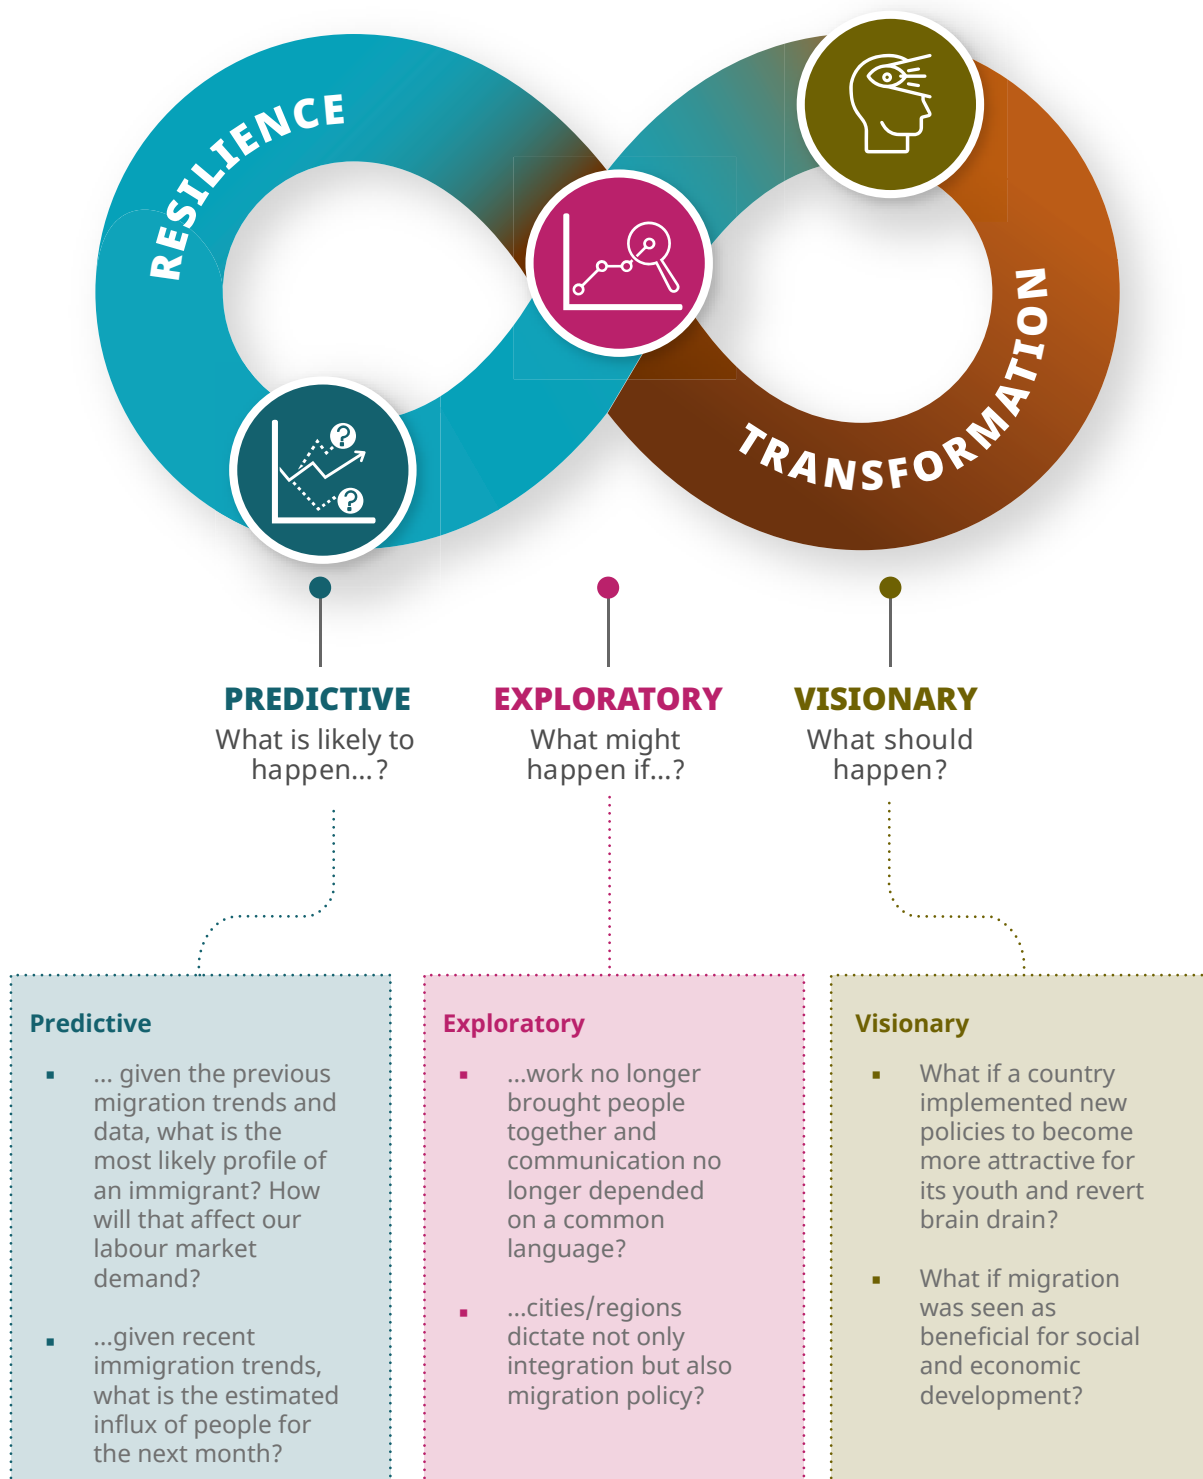 RESILIENCE
TRANSFORMATION
?
?
PREDICTIVE
What is likely to
happen...?
EXPLORATORY
What might
happen if...?
VISIONARY
What should
happen?
Predictive
▪ ... given the previous
migration trends and
data, what is the
most likely profile of
an immigrant? How
will that affect our
labour market
demand?
▪ ...given recent
immigration trends,
what is the estimated
influx of people for
the next month?
Exploratory
▪ ...work no longer
brought people
together and
communication no
longer depended
on a common
language?
▪ ...cities/regions
dictate not only
integration but also
migration policy?
Visionary
▪ What if a country
implemented new
policies to become
more attractive for
its youth and revert
brain drain?
▪ What if migration
was seen as
beneficial for social
and economic
development?